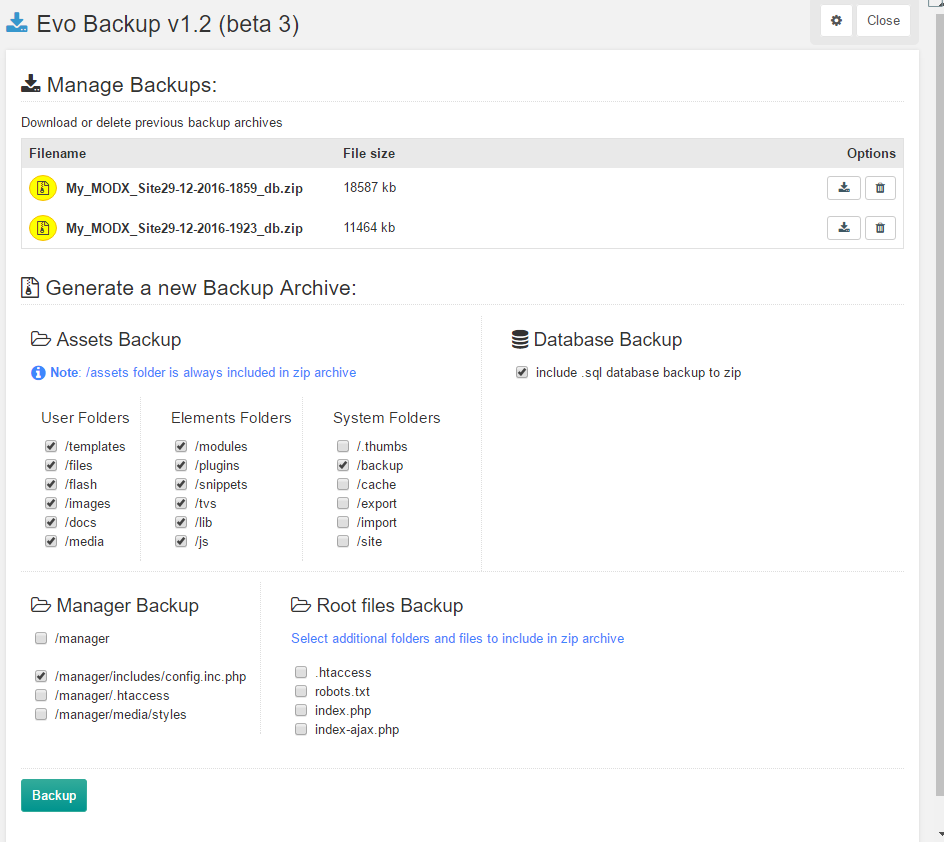 Evo Backup v1.2 (beta 3)
Close
Manage Backups:
Download or delete previous backup archives
Filename File size Options
My_MODX_Site29-12-2016-1859_db.zip 18587 kb
My_MODX_Site29-12-2016-1923_db.zip 11464 kb
Generate a new Backup Archive:
Assets Backup
Note: /assets folder is always included in zip archive
User Folders
/templates
/files
/flash
/images
/docs
/media
Elements Folders
/modules
/plugins
/snippets
/tvs
/lib
/js
System Folders
/.thumbs
/backup
/cache
/export
/import
/site
Database Backup
include .sql database backup to zip
Manager Backup
/manager
/manager/includes/config.inc.php
/manager/.htaccess
/manager/media/styles
Root files Backup
Select additional folders and files to include in zip archive
.htaccess
robots.txt
index.php
index-ajax.php
Backup